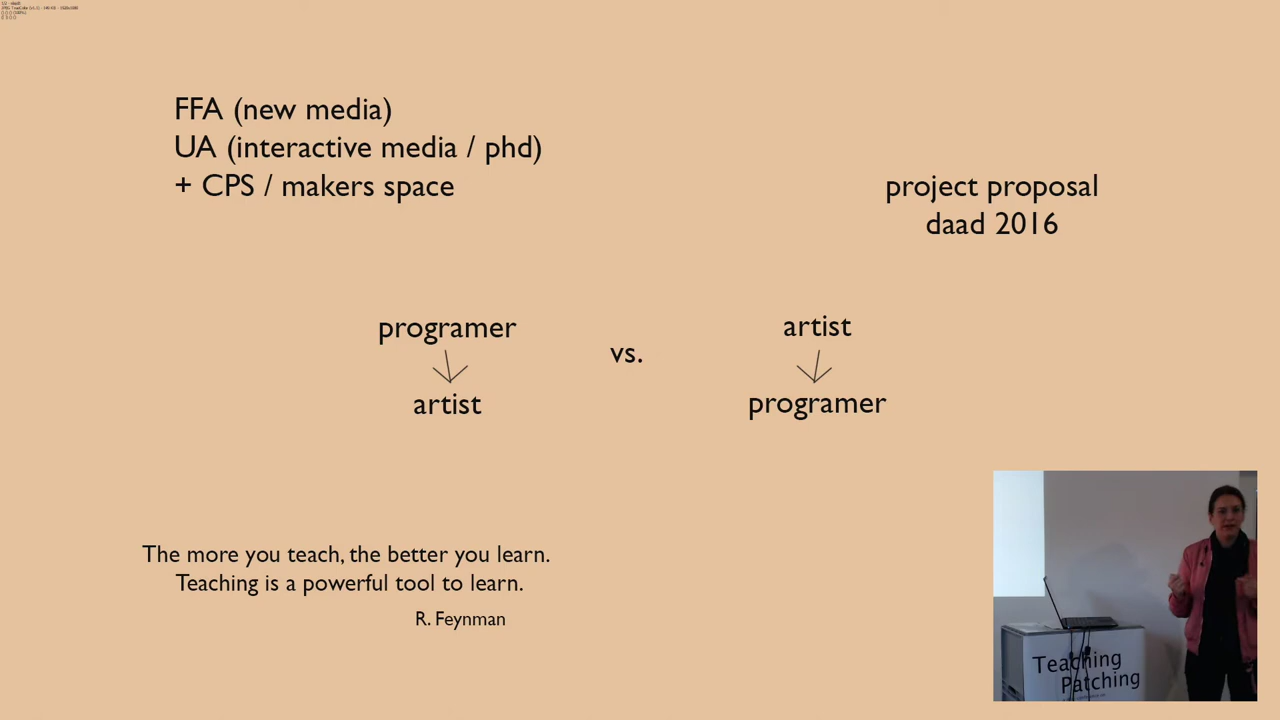 FFA (new media)
UA (interactive media / phd)
+ CPS / makers space
project proposal
daad 2016
programer
artist
vs.
artist
programer
The more you teach, the better you learn.
Teaching is a powerful tool to learn.
R. Feynman
Teaching
Patching